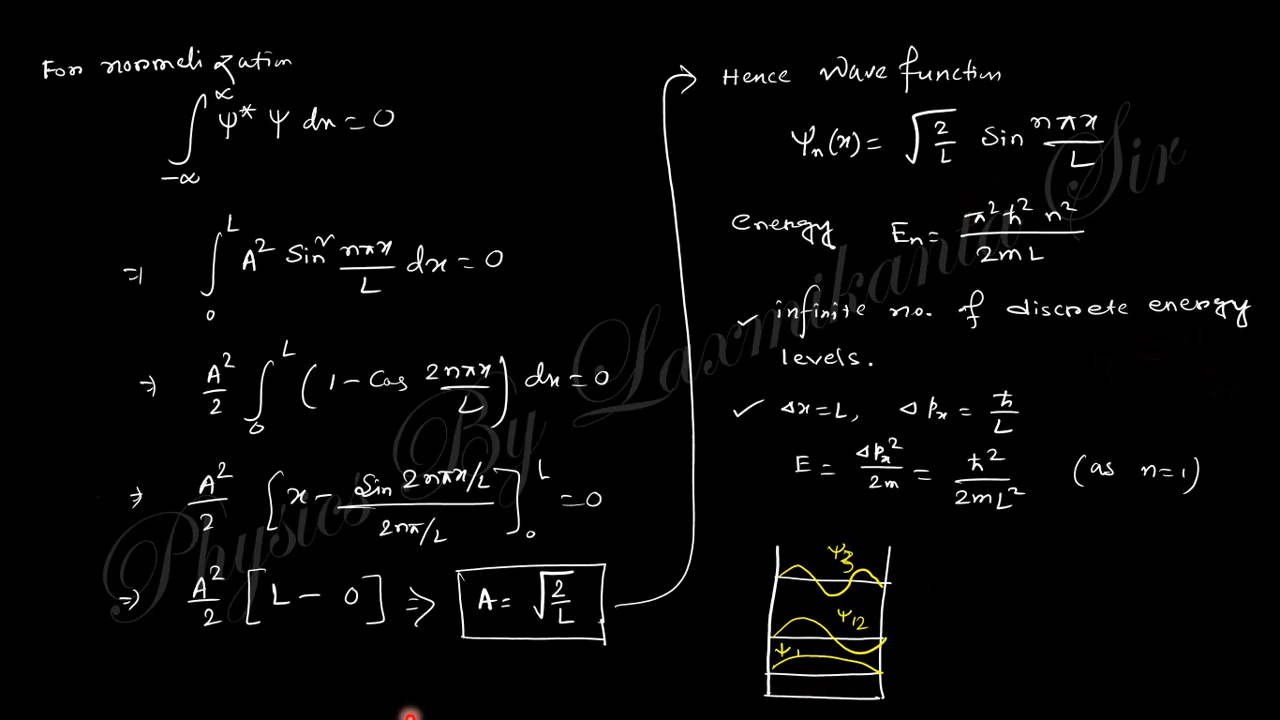 For normalization
∫_{-∝}^{∝} ψ* ψ dx = 0
⇒ ∫_0^L A² Sin² nπx/L dx = 0
⇒ A²/2 ∫_0^L (1 - Cos 2nπx/L) dx = 0
⇒ A²/2 [x - Sin 2nπx/L / 2nπ/L]_0^L = 0
⇒ A²/2 [L - 0] ⇒ A = √(2/L)
Hence Wave function
ψn(x) = √(2/L) Sin nπx/L
energy En = π²ħ²n²/2mL
✓ infinite no. of discrete energy
levels.
✓ Δx = L, Δpx = ħ/L
E = Δpx²/2m = ħ²/2mL² (as n=1)
ψ3
ψ12
ψ1
Physics By Laxmikanta Sir